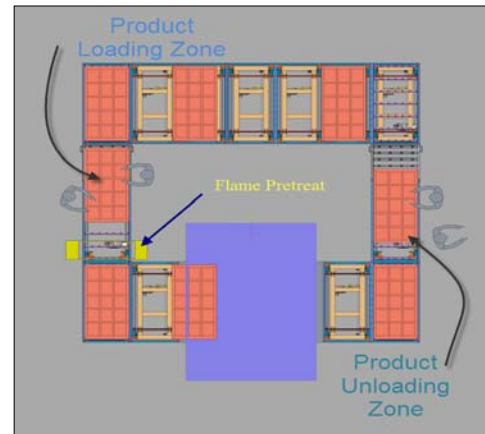 Product
Loading Zone
Flame Pretreat
Product
Unloading
Zone